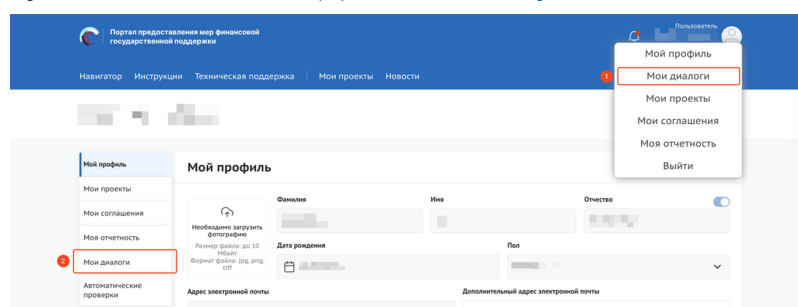 Портал предоставления мер финансовой
государственной поддержки
Пользователь
Навигатор Инструкции Техническая поддержка Мои проекты Новости
Мой профиль
1 Мои диалоги
Мои проекты
Мои соглашения
Моя отчетность
Выйти
Мой профиль
Мои проекты
Мои соглашения
Моя отчетность
2 Мои диалоги
Автоматические
проверки
Мой профиль
Необходимо загрузить
фотографию
Размер файла: до 10
Мбайт
Формат файла: jpg, png,
tiff
Фамилия
Имя
Отчество
Дата рождения
Пол
Адрес электронной почты
Дополнительный адрес электронной почты